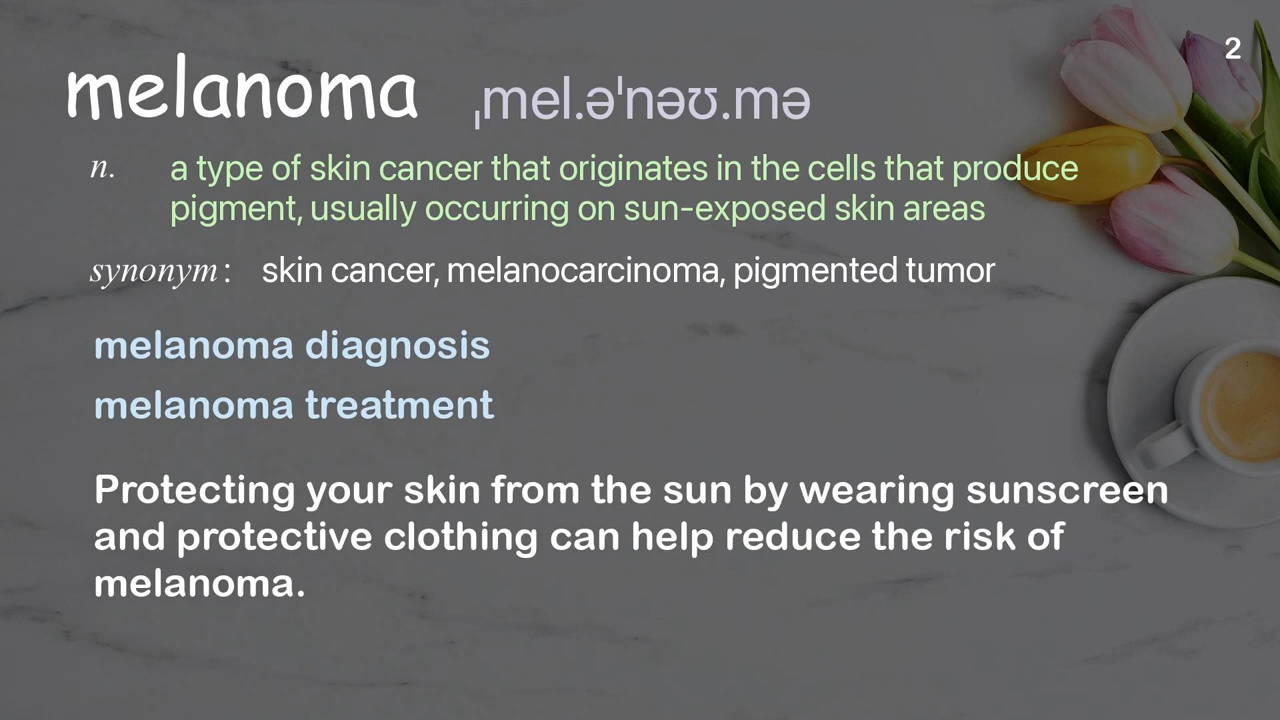 2
melanoma ˌmel.əˈnəʊ.mə
n. a type of skin cancer that originates in the cells that produce
pigment, usually occurring on sun-exposed skin areas
synonym: skin cancer, melanocarcinoma, pigmented tumor
melanoma diagnosis
melanoma treatment
Protecting your skin from the sun by wearing sunscreen
and protective clothing can help reduce the risk of
melanoma.